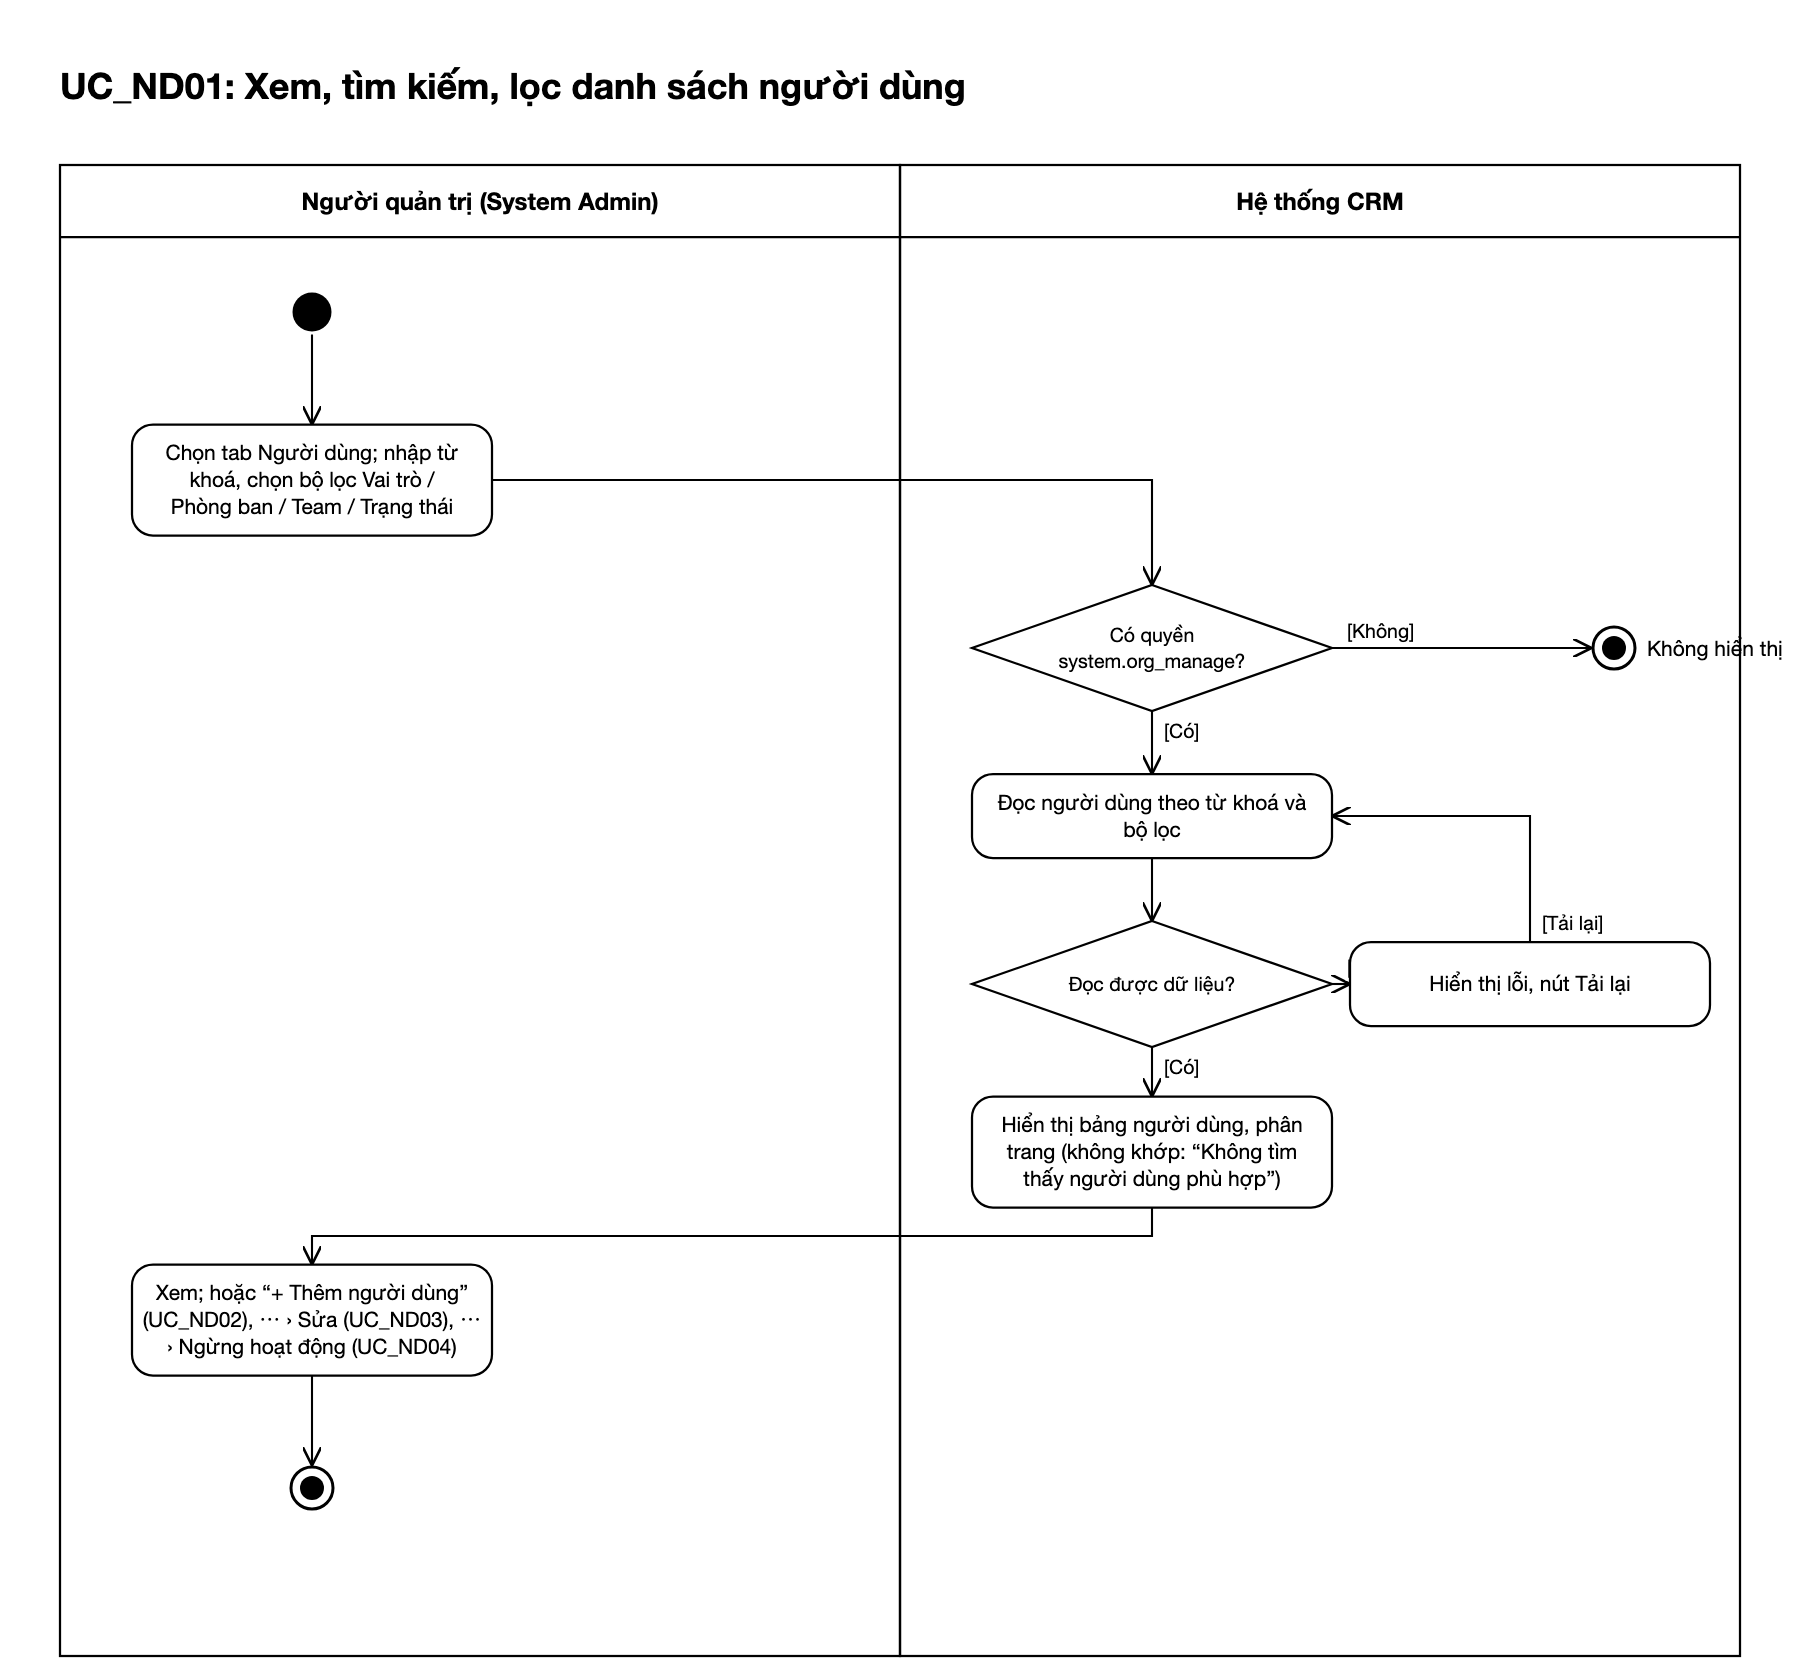 UC_ND01: Xem, tìm kiếm, lọc danh sách người dùng
Người quản trị (System Admin)
Hệ thống CRM
Chọn tab Người dùng; nhập từ
khoá, chọn bộ lọc Vai trò /
Phòng ban / Team / Trạng thái
Có quyền
system.org_manage?
[Không]
Không hiển thị
[Có]
Đọc người dùng theo từ khoá và
bộ lọc
[Tải lại]
Đọc được dữ liệu?
Hiển thị lỗi, nút Tải lại
[Có]
Hiển thị bảng người dùng, phân
trang (không khớp: “Không tìm
thấy người dùng phù hợp”)
Xem; hoặc “+ Thêm người dùng”
(UC_ND02), ⋯ › Sửa (UC_ND03), ⋯
› Ngừng hoạt động (UC_ND04)